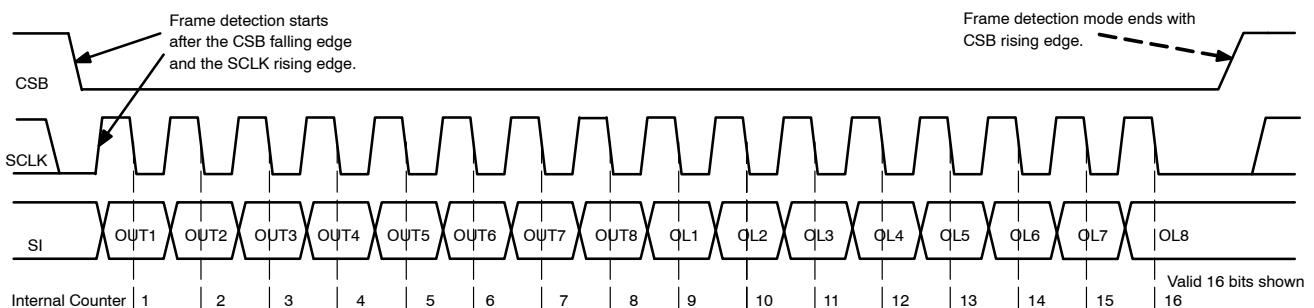 Frame detection starts
after the CSB falling edge
and the SCLK rising edge.
Frame detection mode ends with
CSB rising edge.
CSB
SCLK
SI OUT1 OUT2 OUT3 OUT4 OUT5 OUT6 OUT7 OUT8 OL1 OL2 OL3 OL4 OL5 OL6 OL7 OL8
Valid 16 bits shown
Internal Counter 1 2 3 4 5 6 7 8 9 10 11 12 13 14 15 16